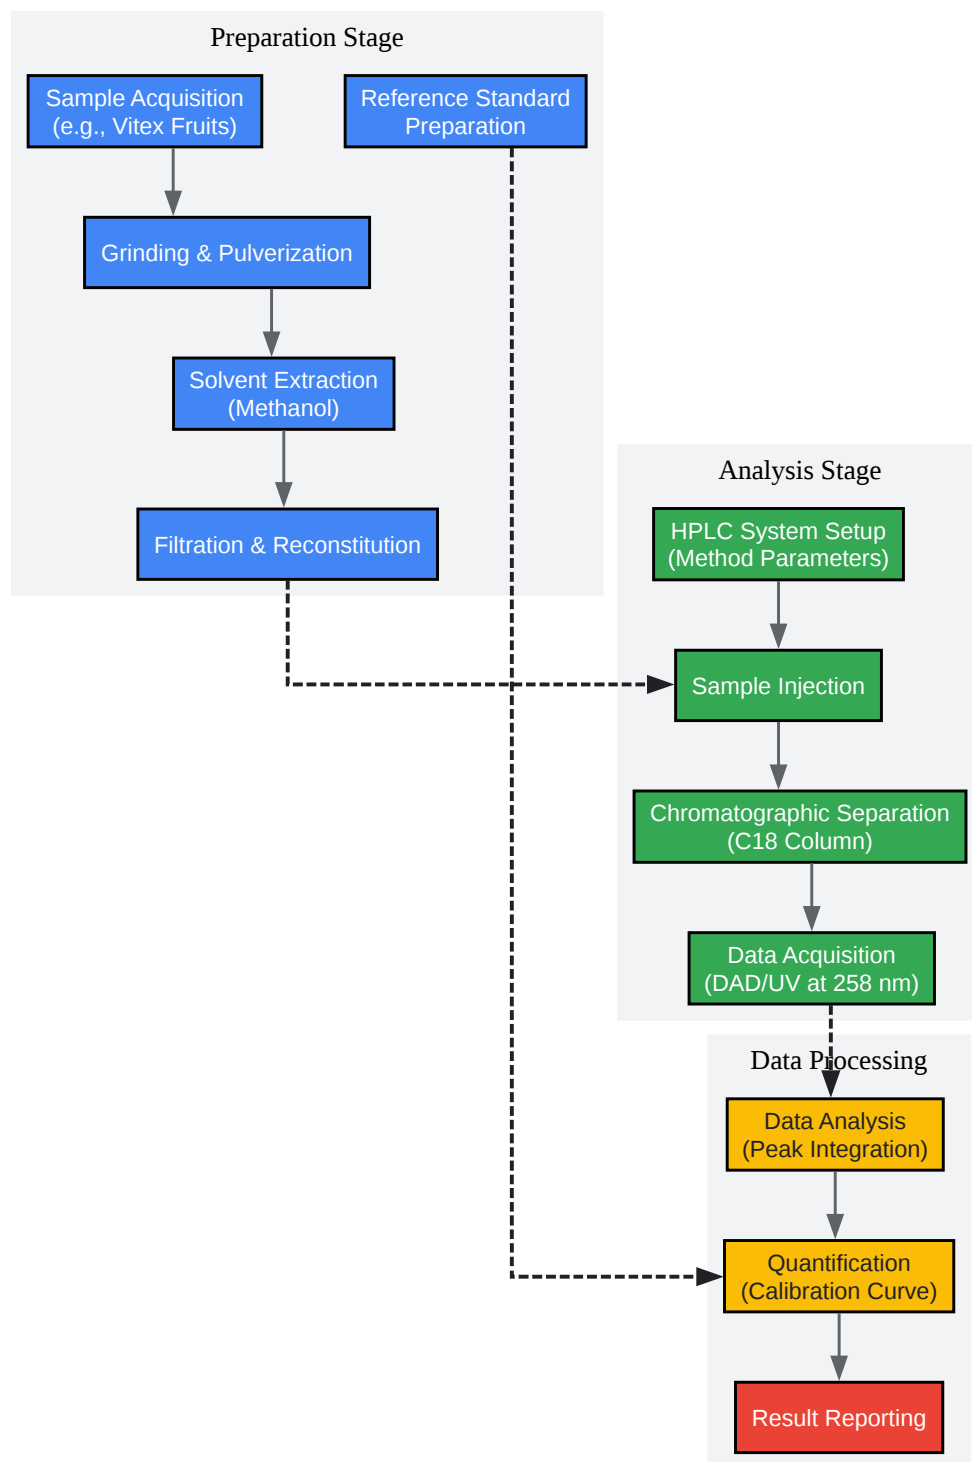 Preparation Stage
Sample Acquisition
(e.g., Vitex Fruits)
Reference Standard
Preparation
Grinding & Pulverization
Solvent Extraction
(Methanol)
Filtration & Reconstitution
Analysis Stage
HPLC System Setup
(Method Parameters)
Sample Injection
Chromatographic Separation
(C18 Column)
Data Acquisition
(DAD/UV at 258 nm)
Data Processing
Data Analysis
(Peak Integration)
Quantification
(Calibration Curve)
Result Reporting